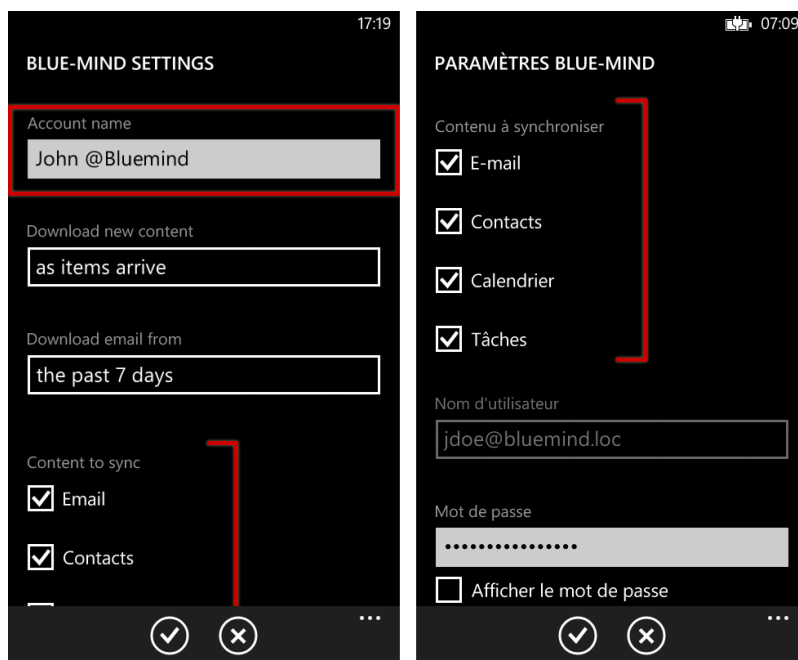 17:19
BLUE-MIND SETTINGS
Account name
John @Bluemind
Download new content
as items arrive
Download email from
the past 7 days
Content to sync
Email
Contacts
07:09
PARAMÈTRES BLUE-MIND
Contenu à synchroniser
E-mail
Contacts
Calendrier
Tâches
Nom d'utilisateur
jdoe@bluemind.loc
Mot de passe
••••••••••••••••
Afficher le mot de passe